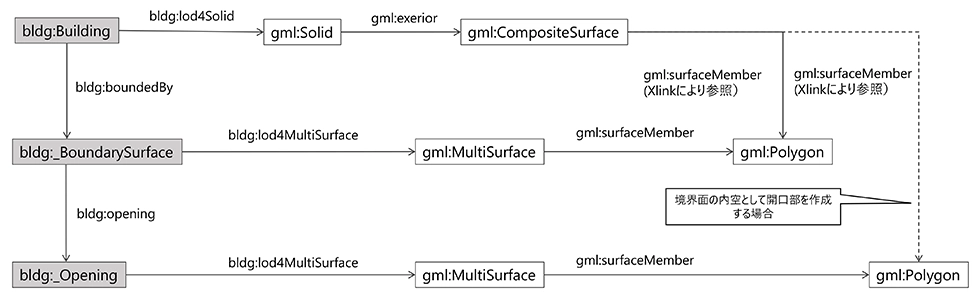 bldg:lod4Solid
gml:exerior
bldg:Building
gml:Solid
gml:CompositeSurface
bldg:boundedBy
gml:surfaceMember
(Xlinkにより参照)
gml:surfaceMember
(Xlinkにより参照)
bldg:lod4MultiSurface
gml:surfaceMember
bldg:_BoundarySurface
gml:MultiSurface
gml:Polygon
bldg:opening
境界面の内空として開口部を作成
する場合
bldg:lod4MultiSurface
gml:surfaceMember
bldg:_Opening
gml:MultiSurface
gml:Polygon